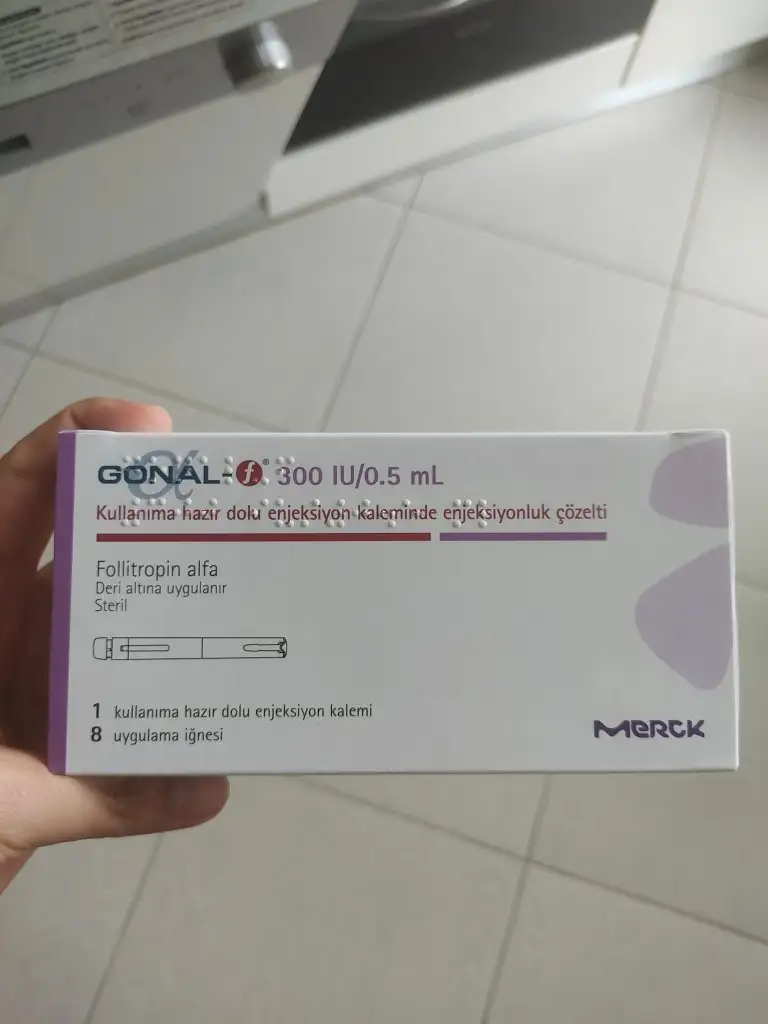 GONAL-f® 300 IU/0.5 mL
Kullanıma hazır dolu enjeksiyon kaleminde enjeksiyonluk çözelti
Follitropin alfa
Deri altına uygulanır
Steril
1 kullanıma hazır dolu enjeksiyon kalemi
8 uygulama iğnesi
MERCK